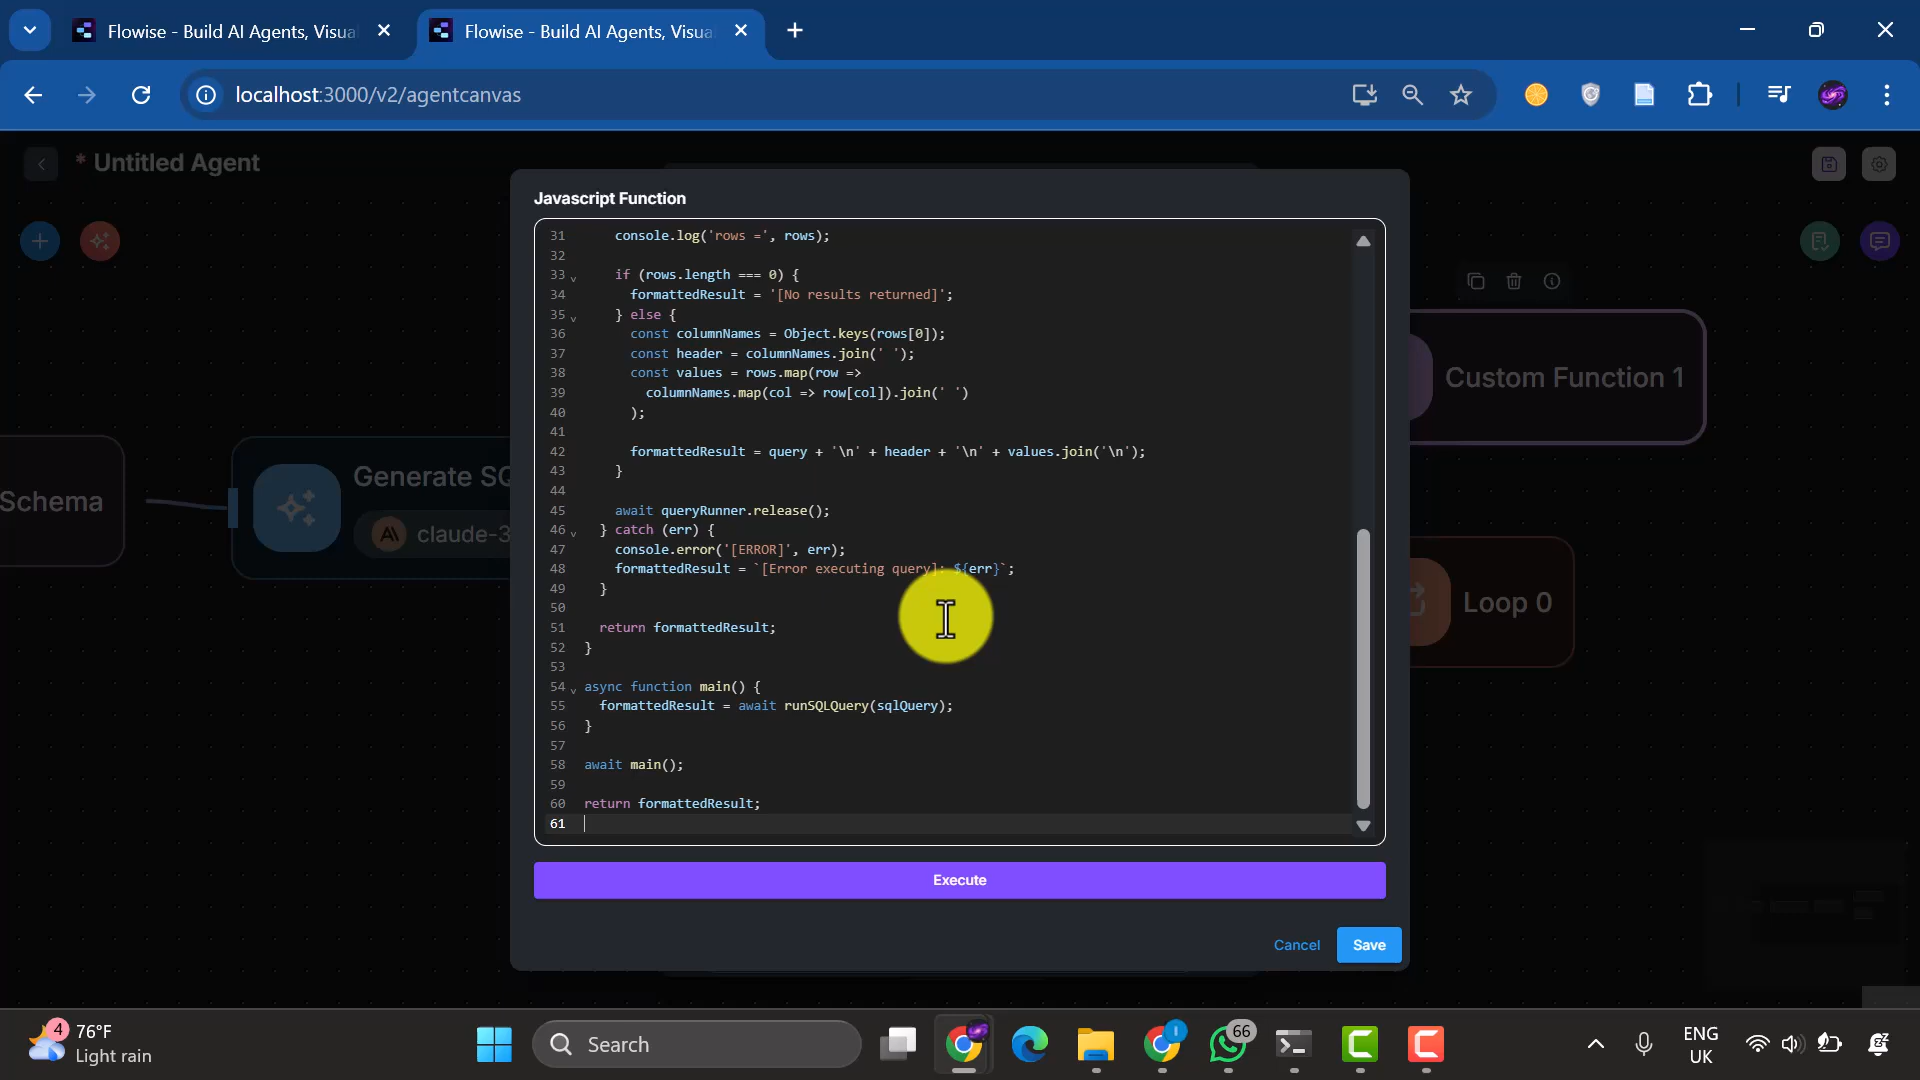 Flowise - Build AI Agents, Visua
Flowise - Build AI Agents, Visua
localhost:3000/v2/agentcanvas
* Untitled Agent
Javascript Function
31 console.log('rows =', rows);
32
33 if (rows.length === 0) {
34 formattedResult = '[No results returned]';
35 } else {
36 const columnNames = Object.keys(rows[0]);
37 const header = columnNames.join(' ');
38 const values = rows.map(row =>
39 columnNames.map(col => row[col]).join(' ')
40 );
41
42 formattedResult = query + '\n' + header + '\n' + values.join('\n');
43 }
44
45 await queryRunner.release();
46 } catch (err) {
47 console.error('[ERROR]', err);
48 formattedResult = `[Error executing query]: ${err}`;
49 }
50
51 return formattedResult;
52 }
53
54 async function main() {
55 formattedResult = await runSQLQuery(sqlQuery);
56 }
57
58 await main();
59
60 return formattedResult;
61
Execute
Cancel
Save
Schema
Generate SQ
claude-3
Custom Function 1
Loop 0
4
76°F
Light rain
Search
66
ENG
UK